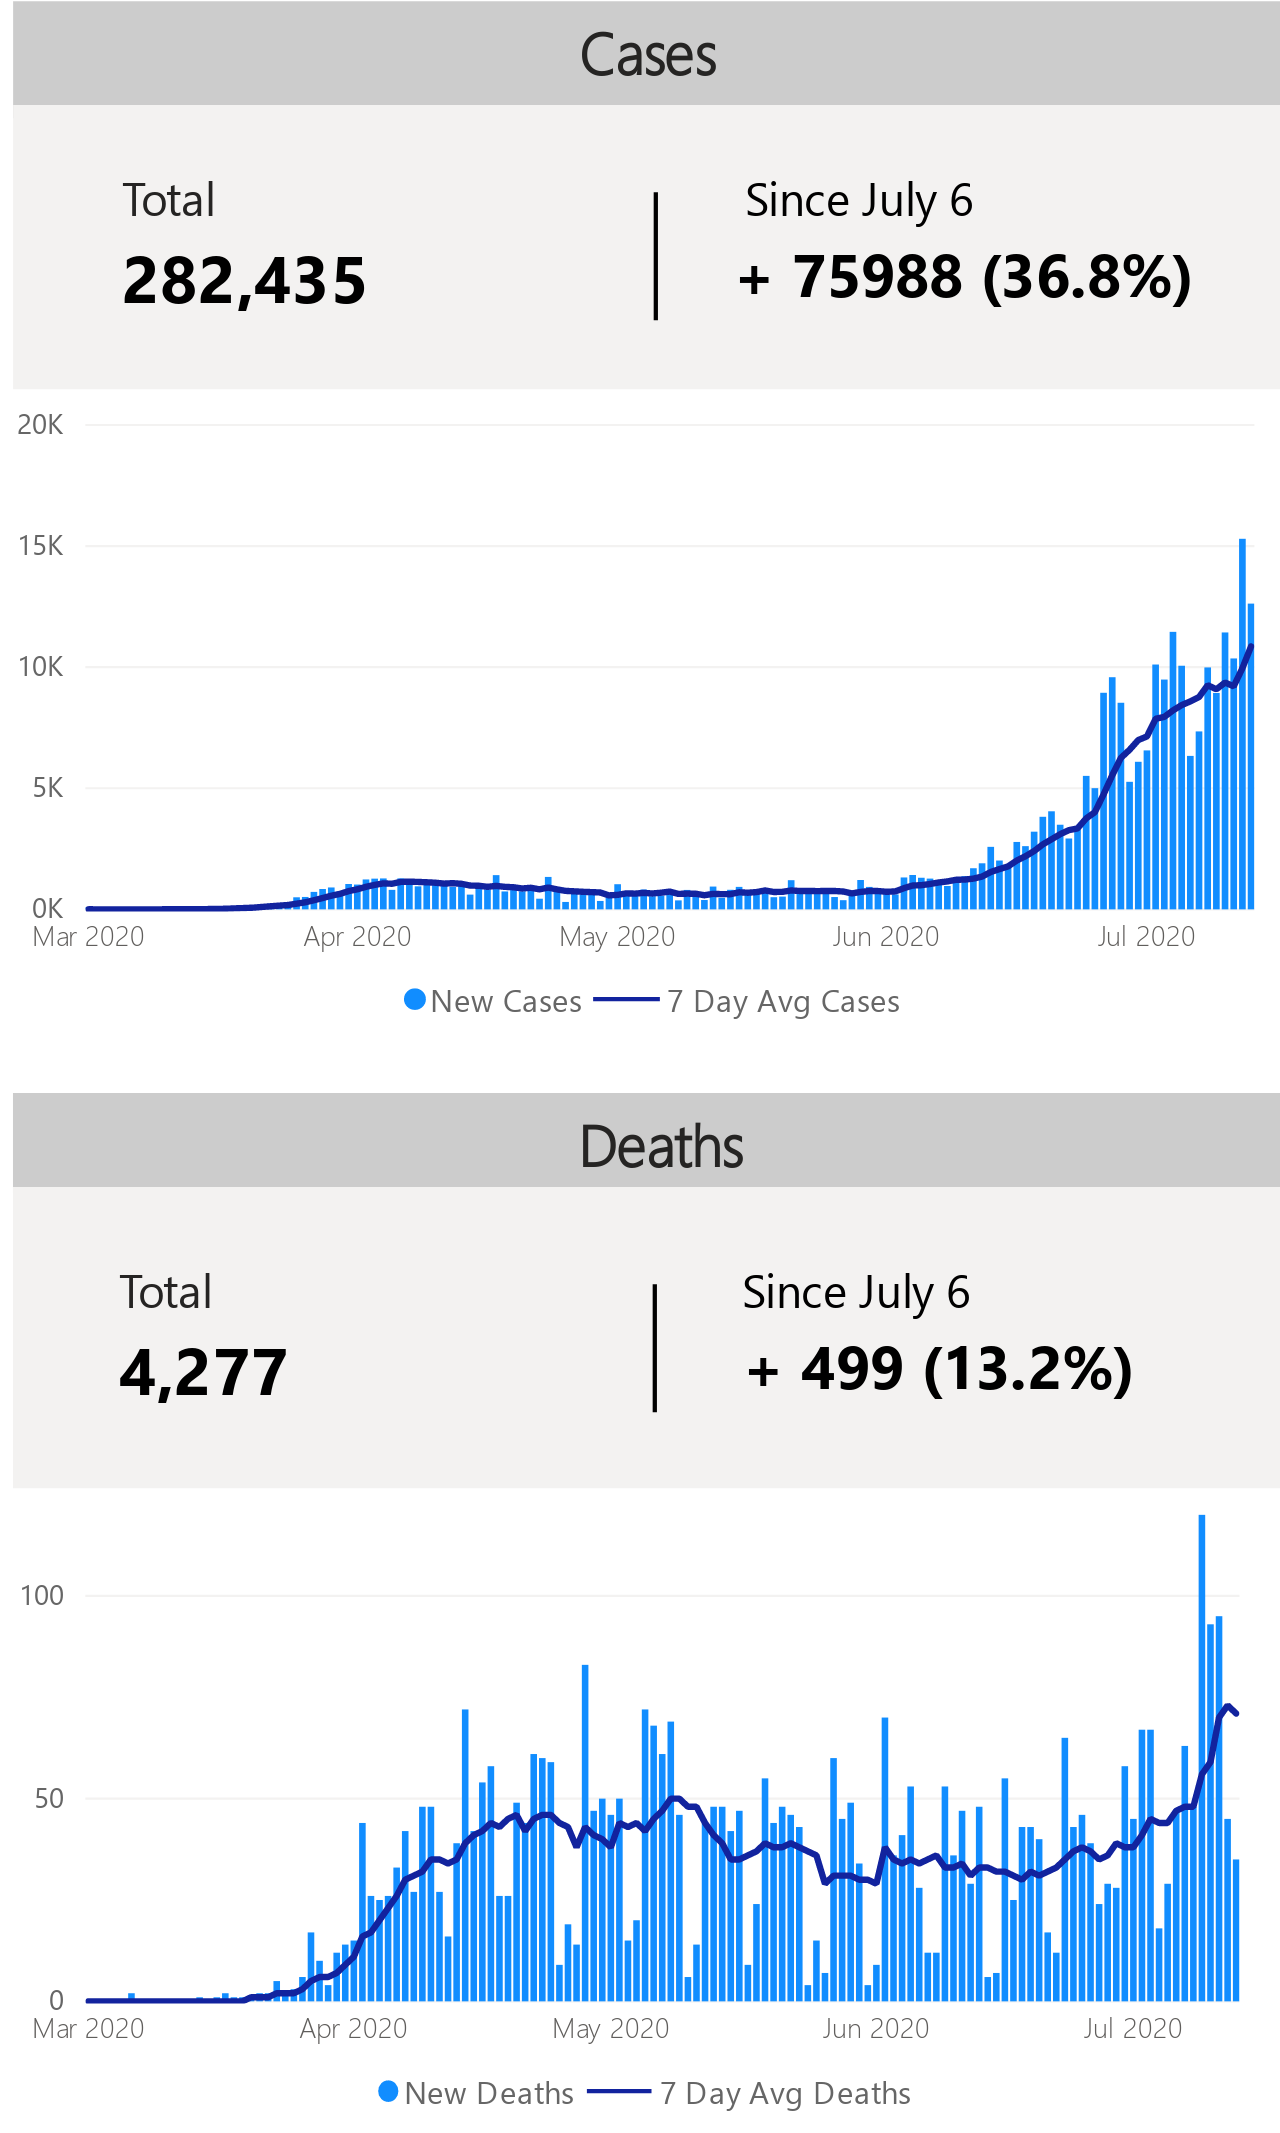 Cases
Total
Since July 6
282,435
+ 75988 (36.8%)
20K
15K
10K
5K
0K
Mar 2020 Apr 2020 May 2020 Jun 2020 Jul 2020
New Cases 7 Day Avg Cases
Deaths
Total
Since July 6
4,277
+ 499 (13.2%)
100
50
0
Mar 2020 Apr 2020 May 2020 Jun 2020 Jul 2020
New Deaths 7 Day Avg Deaths